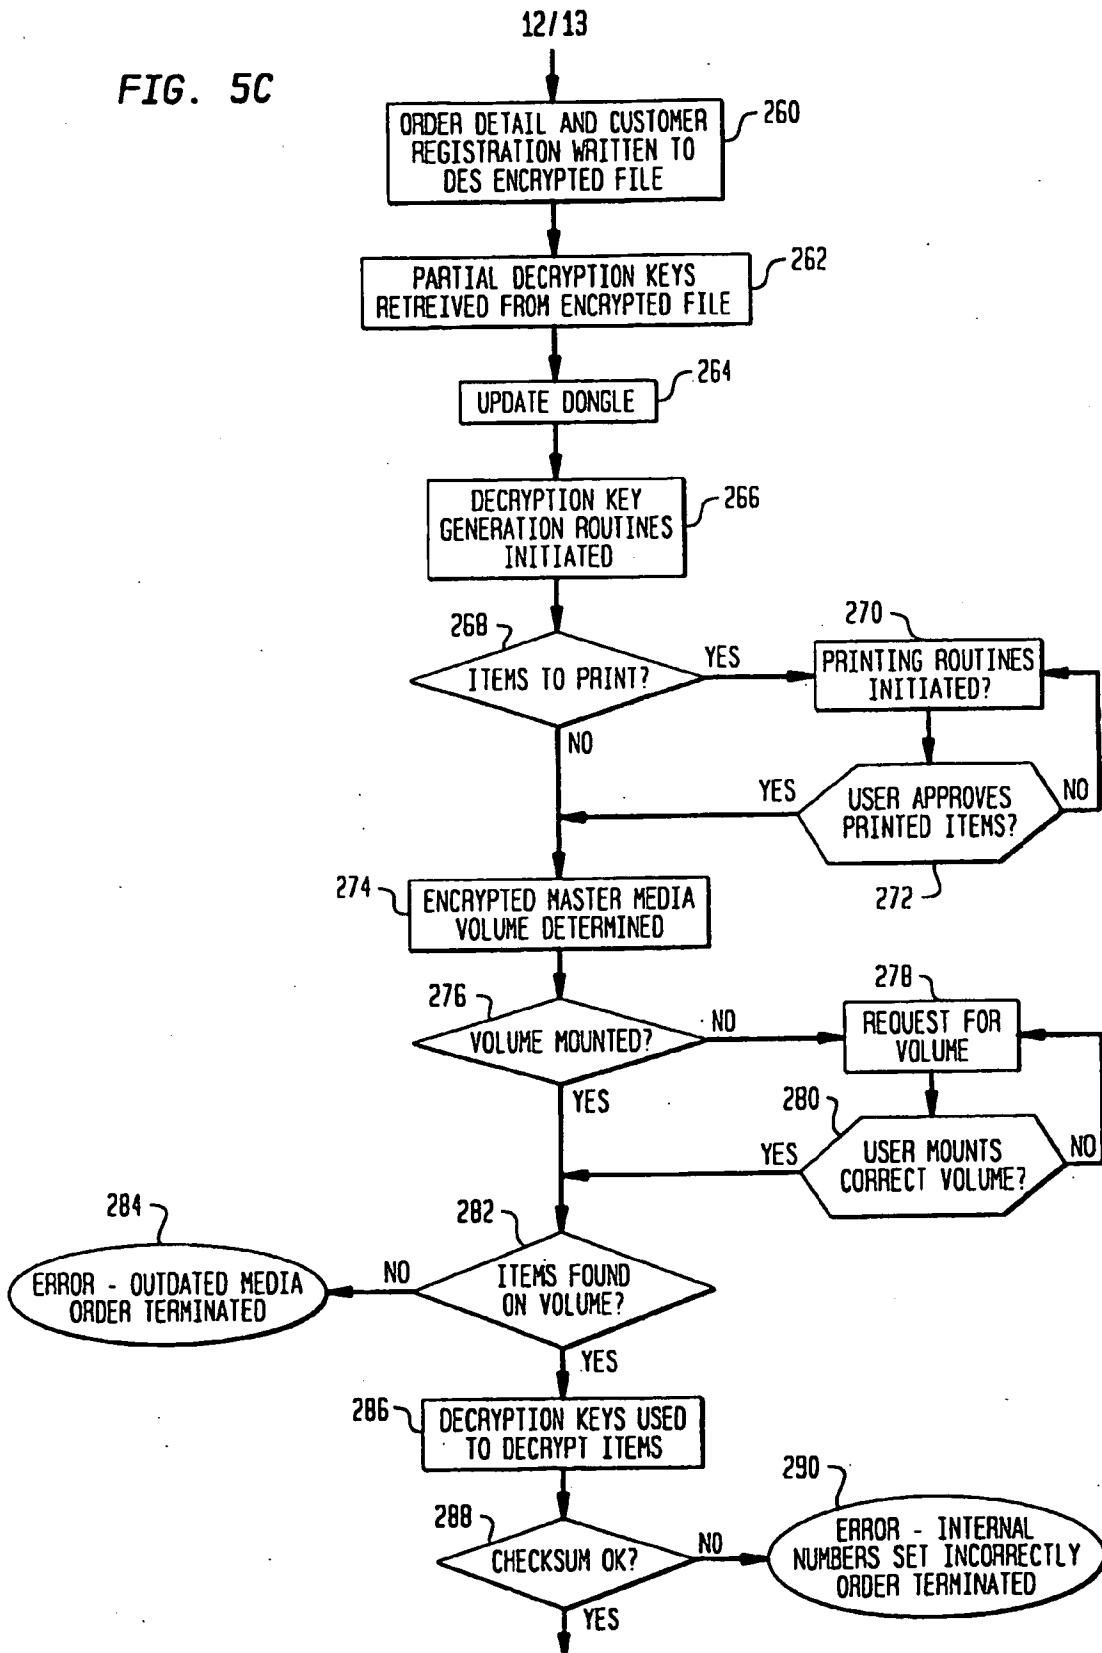 12/13
FIG. 5C
ORDER DETAIL AND CUSTOMER
REGISTRATION WRITTEN TO
DES ENCRYPTED FILE
260
PARTIAL DECRYPTION KEYS
RETREIVED FROM ENCRYPTED FILE
262
UPDATE DONGLE
264
DECRYPTION KEY
GENERATION ROUTINES
INITIATED
266
268
ITEMS TO PRINT?
YES
NO
270
PRINTING ROUTINES
INITIATED?
USER APPROVES
PRINTED ITEMS?
YES
NO
272
274
ENCRYPTED MASTER MEDIA
VOLUME DETERMINED
276
VOLUME MOUNTED?
NO
YES
278
REQUEST FOR
VOLUME
280
USER MOUNTS
CORRECT VOLUME?
YES
NO
282
ITEMS FOUND
ON VOLUME?
NO
YES
284
ERROR - OUTDATED MEDIA
ORDER TERMINATED
286
DECRYPTION KEYS USED
TO DECRYPT ITEMS
288
CHECKSUM OK?
NO
YES
290
ERROR - INTERNAL
NUMBERS SET INCORRECTLY
ORDER TERMINATED